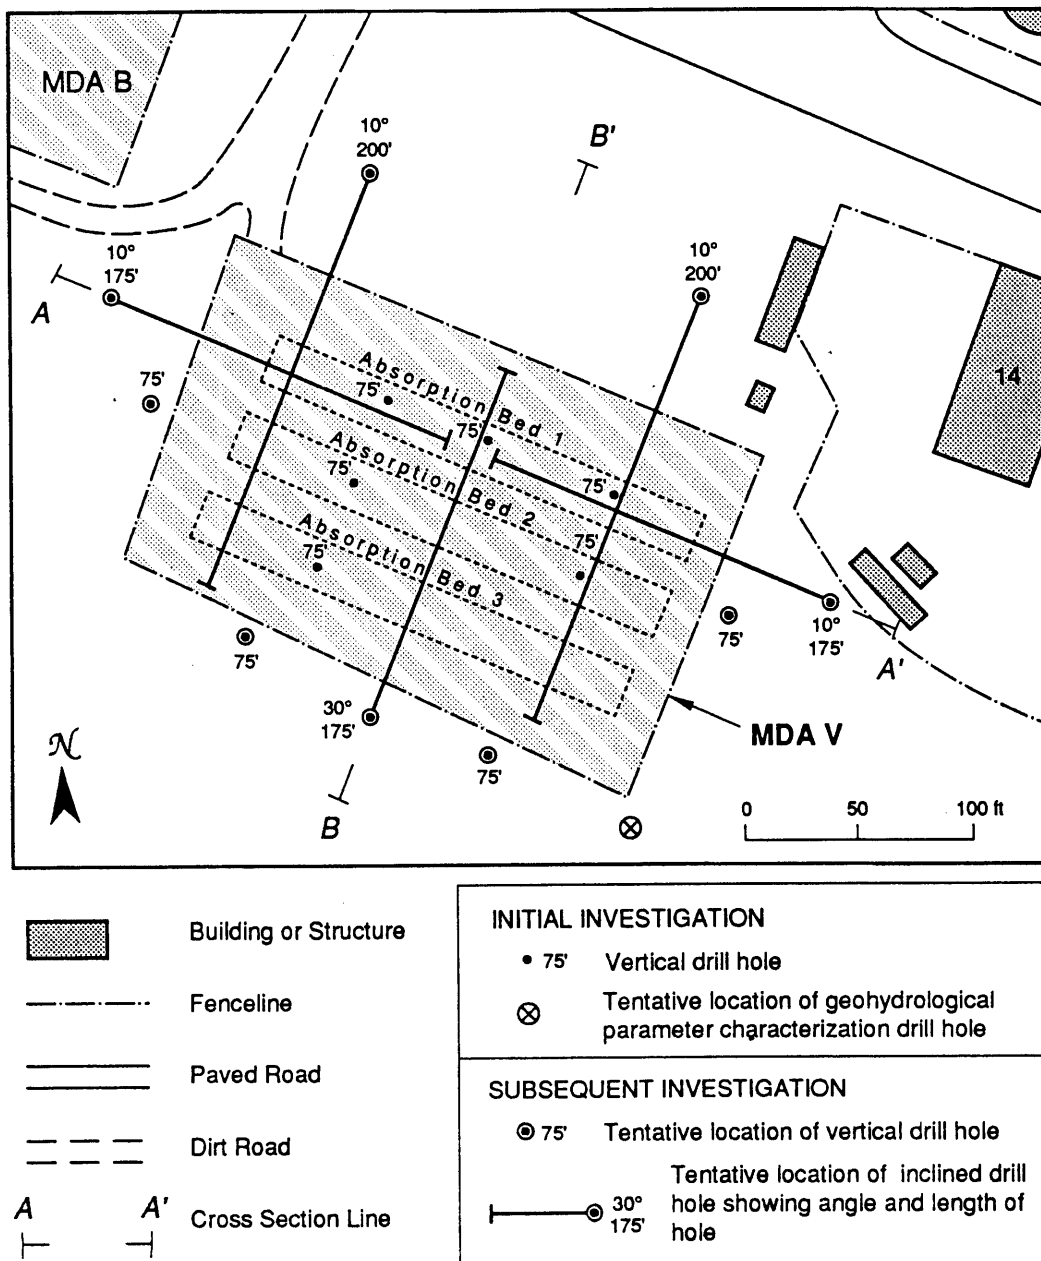 MDA B
10°
200'
B'
10°
175'
A
10°
200'
14
75'
Absorption Bed 1
75'
75'
Absorption Bed 2
75'
75'
75'
Absorption Bed 3
75'
10°
175'
A'
75'
75'
30°
175'
MDA V
75'
N
B
0 50 100 ft
Building or Structure
Fenceline
Paved Road
Dirt Road
A A'
Cross Section Line
INITIAL INVESTIGATION
75' Vertical drill hole
Tentative location of geohydrological
parameter characterization drill hole
SUBSEQUENT INVESTIGATION
75' Tentative location of vertical drill hole
30°
175'
Tentative location of inclined drill
hole showing angle and length of
hole